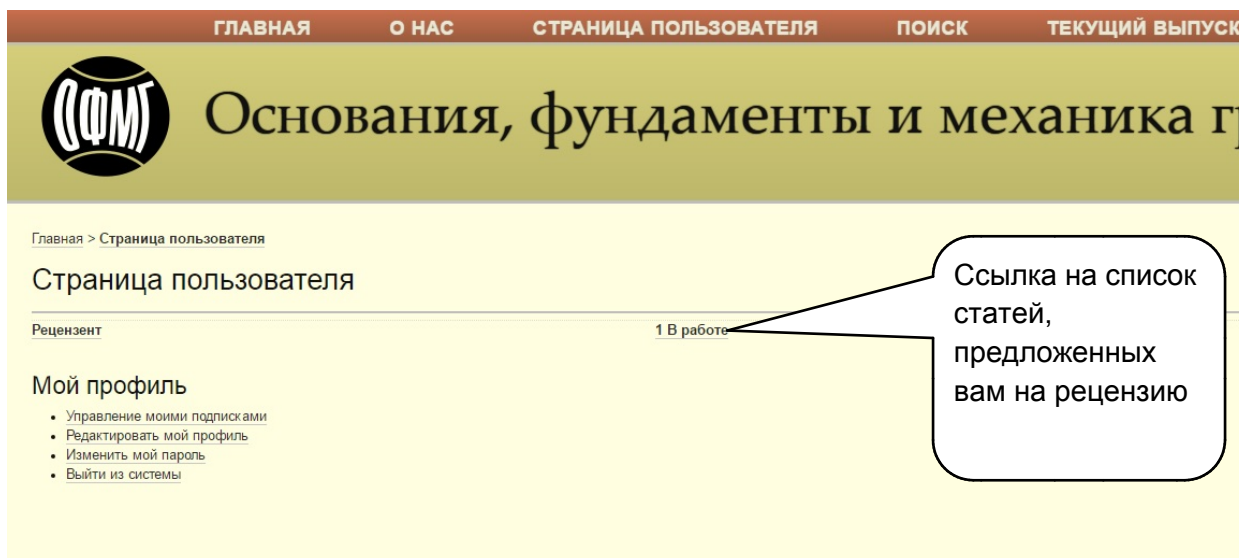 ГЛАВНАЯ О НАС СТРАНИЦА ПОЛЬЗОВАТЕЛЯ ПОИСК ТЕКУЩИЙ ВЫПУСК
ОФМГ
Основания, фундаменты и механика
Главная > Страница пользователя
Страница пользователя
Рецензент 1 В работе
Ссылка на список
статей,
предложенных
вам на рецензию
Мой профиль
Управление моими подписками
Редактировать мой профиль
Изменить мой пароль
Выйти из системы